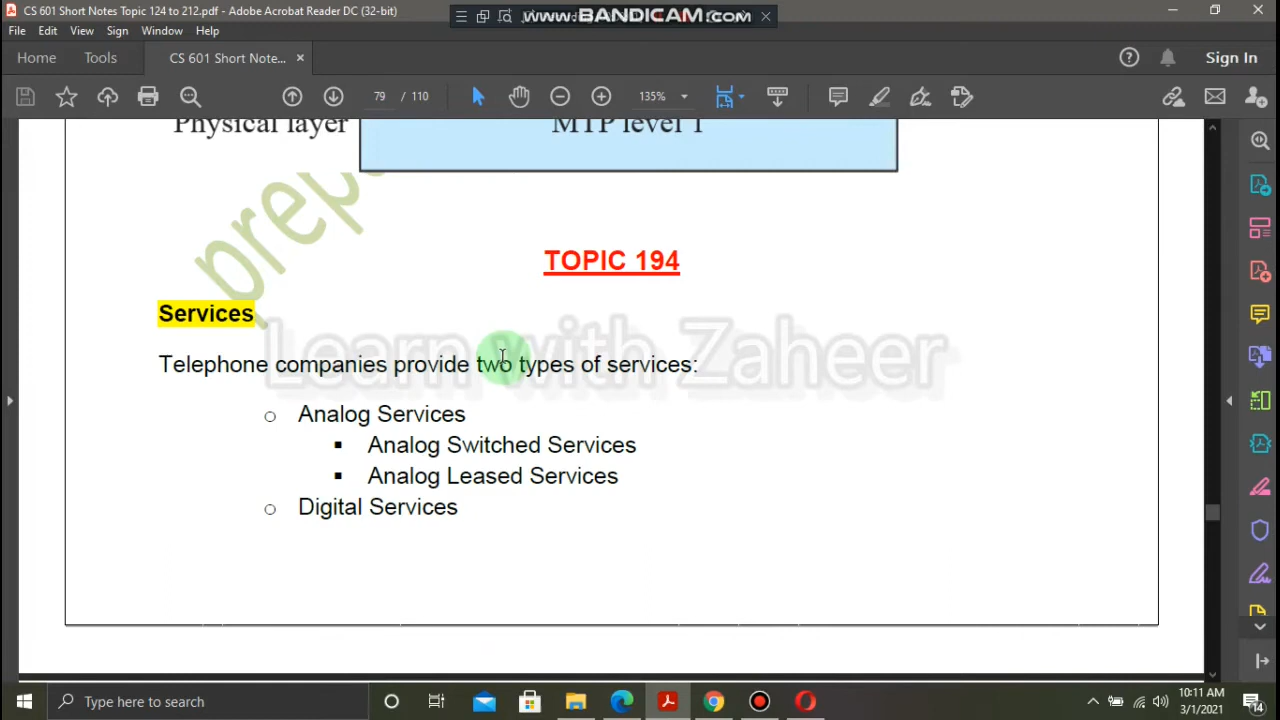 CS 601 Short Notes Topic 124 to 212.pdf - Adobe Acrobat Reader DC (32-bit)
www.BANDICAM.com
File Edit View Sign Window Help
Home Tools CS 601 Short Note... × Sign In
79 / 110 135%
Physical layer MTP level 1
prepa
TOPIC 194
Services
Learn with Zaheer
Telephone companies provide two types of services:
Analog Services
Analog Switched Services
Analog Leased Services
Digital Services
Type here to search
10:11 AM
3/1/2021
14